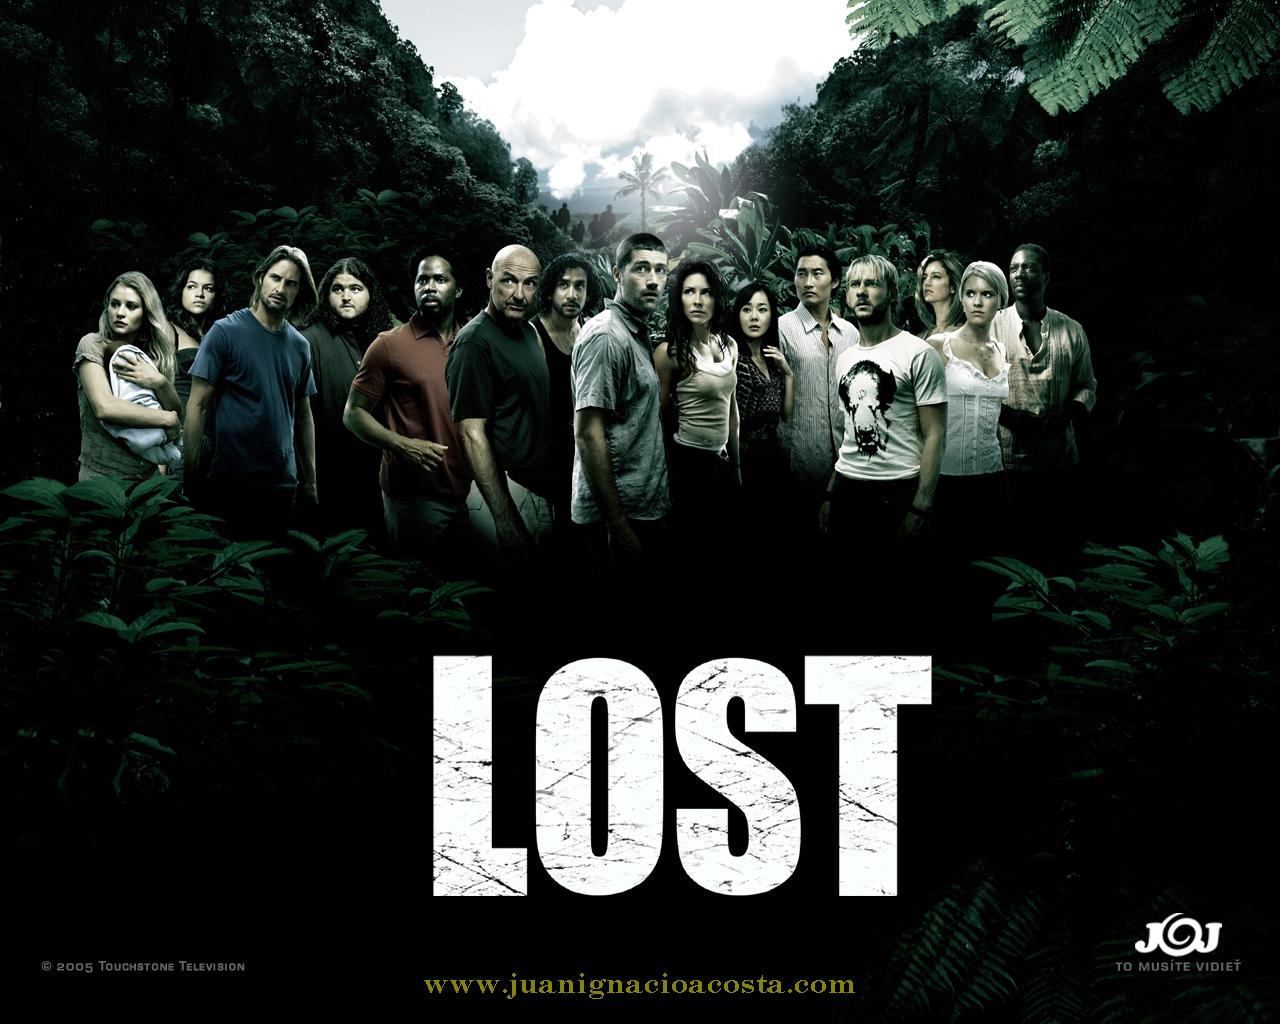 LOST
JOJ
© 2005 Touchstone Television
TO MUSÍTE VIDIEŤ
www.juanignacioacosta.com